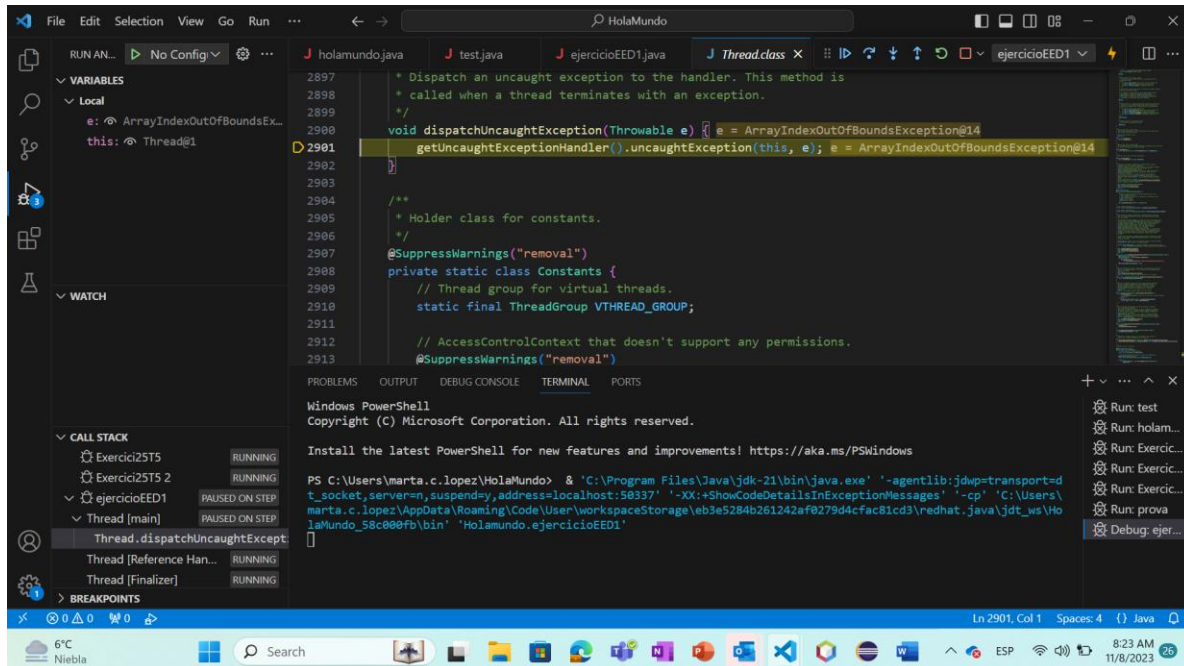 File Edit Selection View Go Run ··· HolaMundo
RUN AN... No Config
holamundo.java test.java ejercicioEED1.java Thread.class ejercicioEED1
VARIABLES
Local
e: ArrayIndexOutOfBoundsEx...
this: Thread@1
2897 * Dispatch an uncaught exception to the handler. This method is
2898 * called when a thread terminates with an exception.
2899 */
2900 void dispatchUncaughtException(Throwable e) { e = ArrayIndexOutOfBoundsException@14
2901 getUncaughtExceptionHandler().uncaughtException(this, e); e = ArrayIndexOutOfBoundsException@14
2902 }
2903
2904 /**
2905 * Holder class for constants.
2906 */
2907 @SuppressWarnings("removal")
2908 private static class Constants {
2909 // Thread group for virtual threads.
2910 static final ThreadGroup VTHREAD_GROUP;
2911
2912 // AccessControlContext that doesn't support any permissions.
2913 @SuppressWarnings("removal")
WATCH
CALL STACK
Exercici25T5 RUNNING
Exercici25T5 2 RUNNING
ejercicioEED1 PAUSED ON STEP
Thread [main] PAUSED ON STEP
Thread.dispatchUncaughtExcept
Thread [Reference Han... RUNNING
Thread [Finalizer] RUNNING
BREAKPOINTS
PROBLEMS OUTPUT DEBUG CONSOLE TERMINAL PORTS
Windows PowerShell
Copyright (C) Microsoft Corporation. All rights reserved.
Install the latest PowerShell for new features and improvements! https://aka.ms/PSWindows
PS C:\Users\marta.c.lopez\HolaMundo> & 'C:\Program Files\Java\jdk-21\bin\java.exe' '-agentlib:jdwp=transport=d
t_socket,server=n,suspend=y,address=localhost:50337' '-XX:+ShowCodeDetailsInExceptionMessages' '-cp' 'C:\Users\
marta.c.lopez\AppData\Roaming\Code\User\workspaceStorage\eb3e5284b261242af0279d4cfac81cd3\redhat.java\jdt_ws\Ho
laMundo_58c000fb\bin' 'Holamundo.ejercicioEED1'
Run: test
Run: holam...
Run: Exercic...
Run: Exercic...
Run: Exercic...
Run: prova
Debug: ejer...
3
1
0 0 0 Ln 2901, Col 1 Spaces: 4 {} Java
6°C
Niebla
Search
ESP
8:23 AM
11/8/2023
26